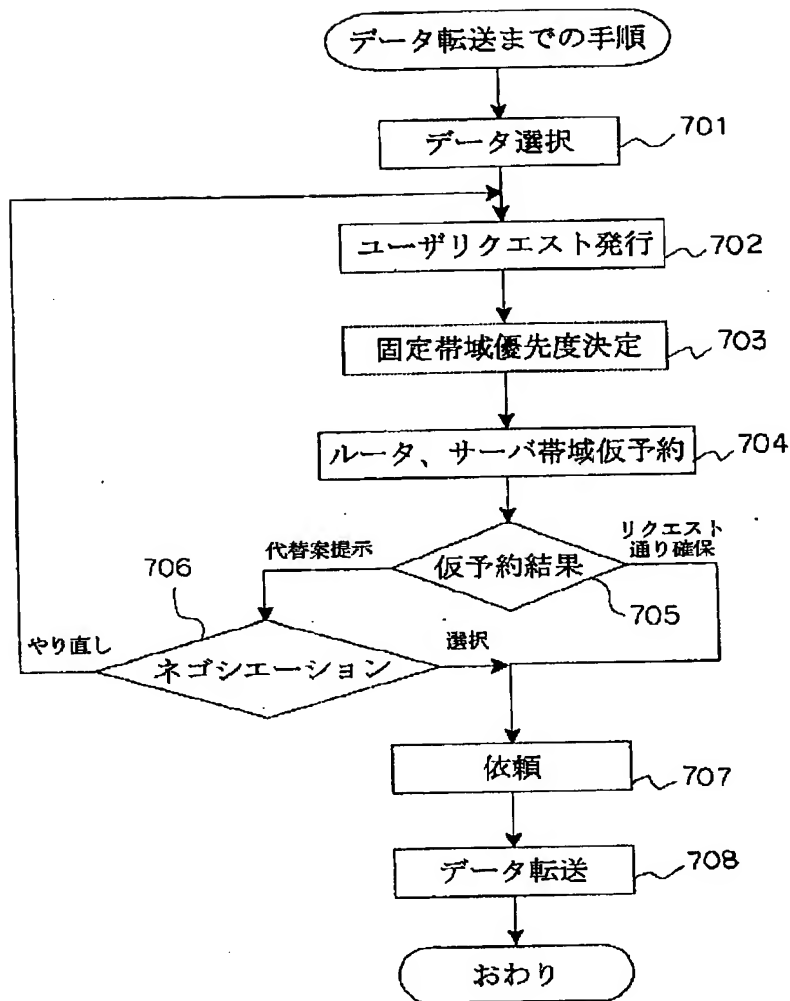 データ転送までの手順
データ選択
701
ユーザリクエスト発行
702
固定帯域優先度決定
703
ルータ、サーバ帯域仮予約
704
代替案提示
リクエスト
通り確保
仮予約結果
705
706
やり直し
ネゴシエーション
選択
依頼
707
データ転送
708
おわり